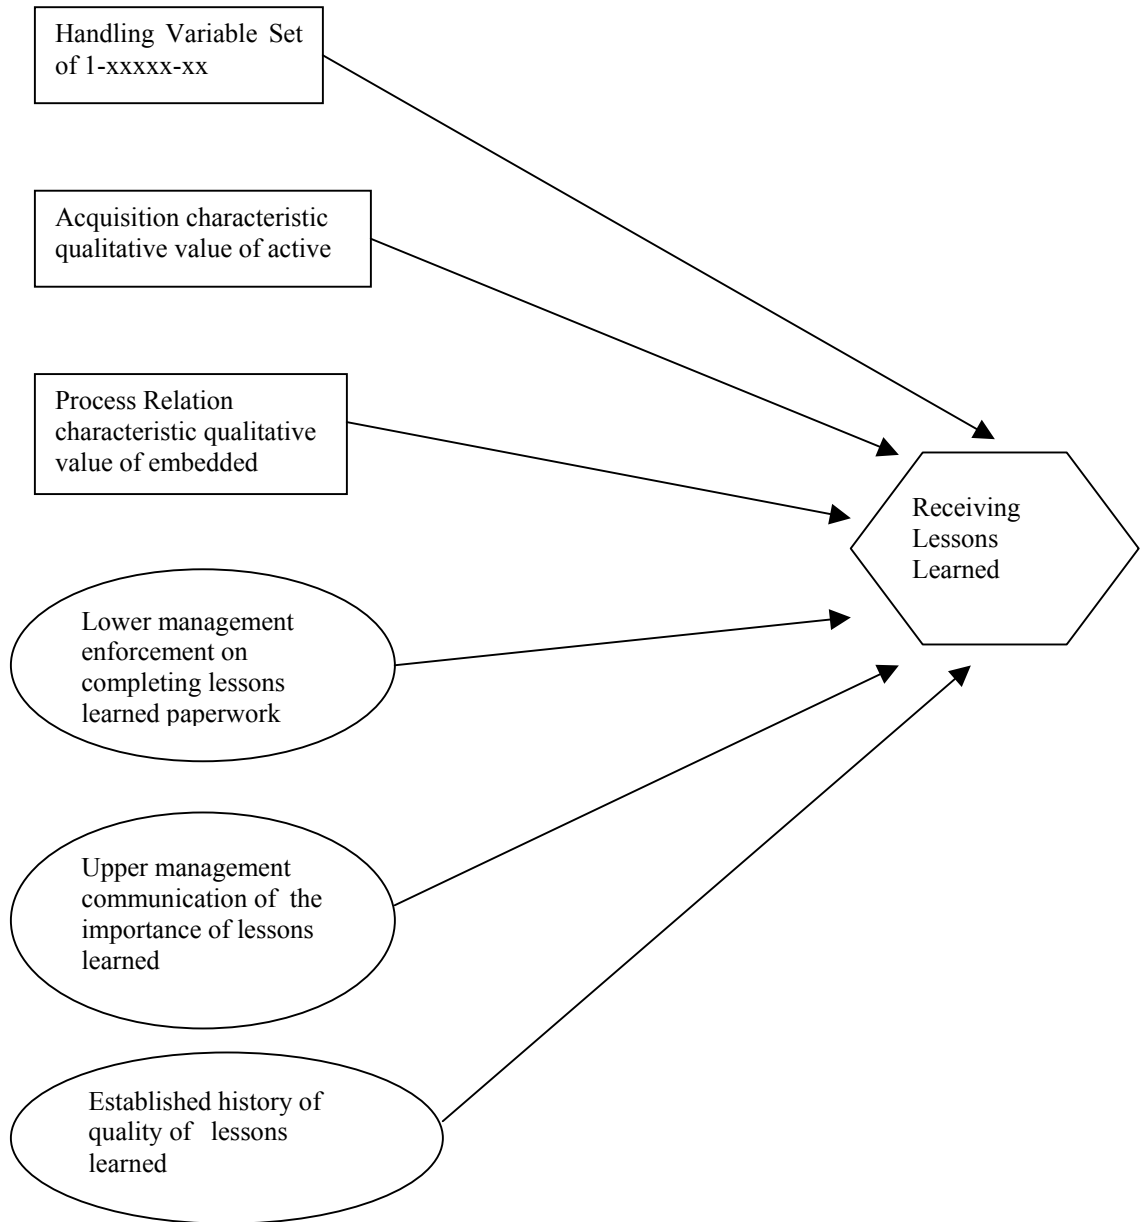 Handling Variable Set
of 1-xxxxx-xx
Acquisition characteristic
qualitative value of active
Process Relation
characteristic qualitative
value of embedded
Receiving
Lessons
Learned
Lower management
enforcement on
completing lessons
learned paperwork
Upper management
communication of the
importance of lessons
learned
Established history of
quality of lessons
learned